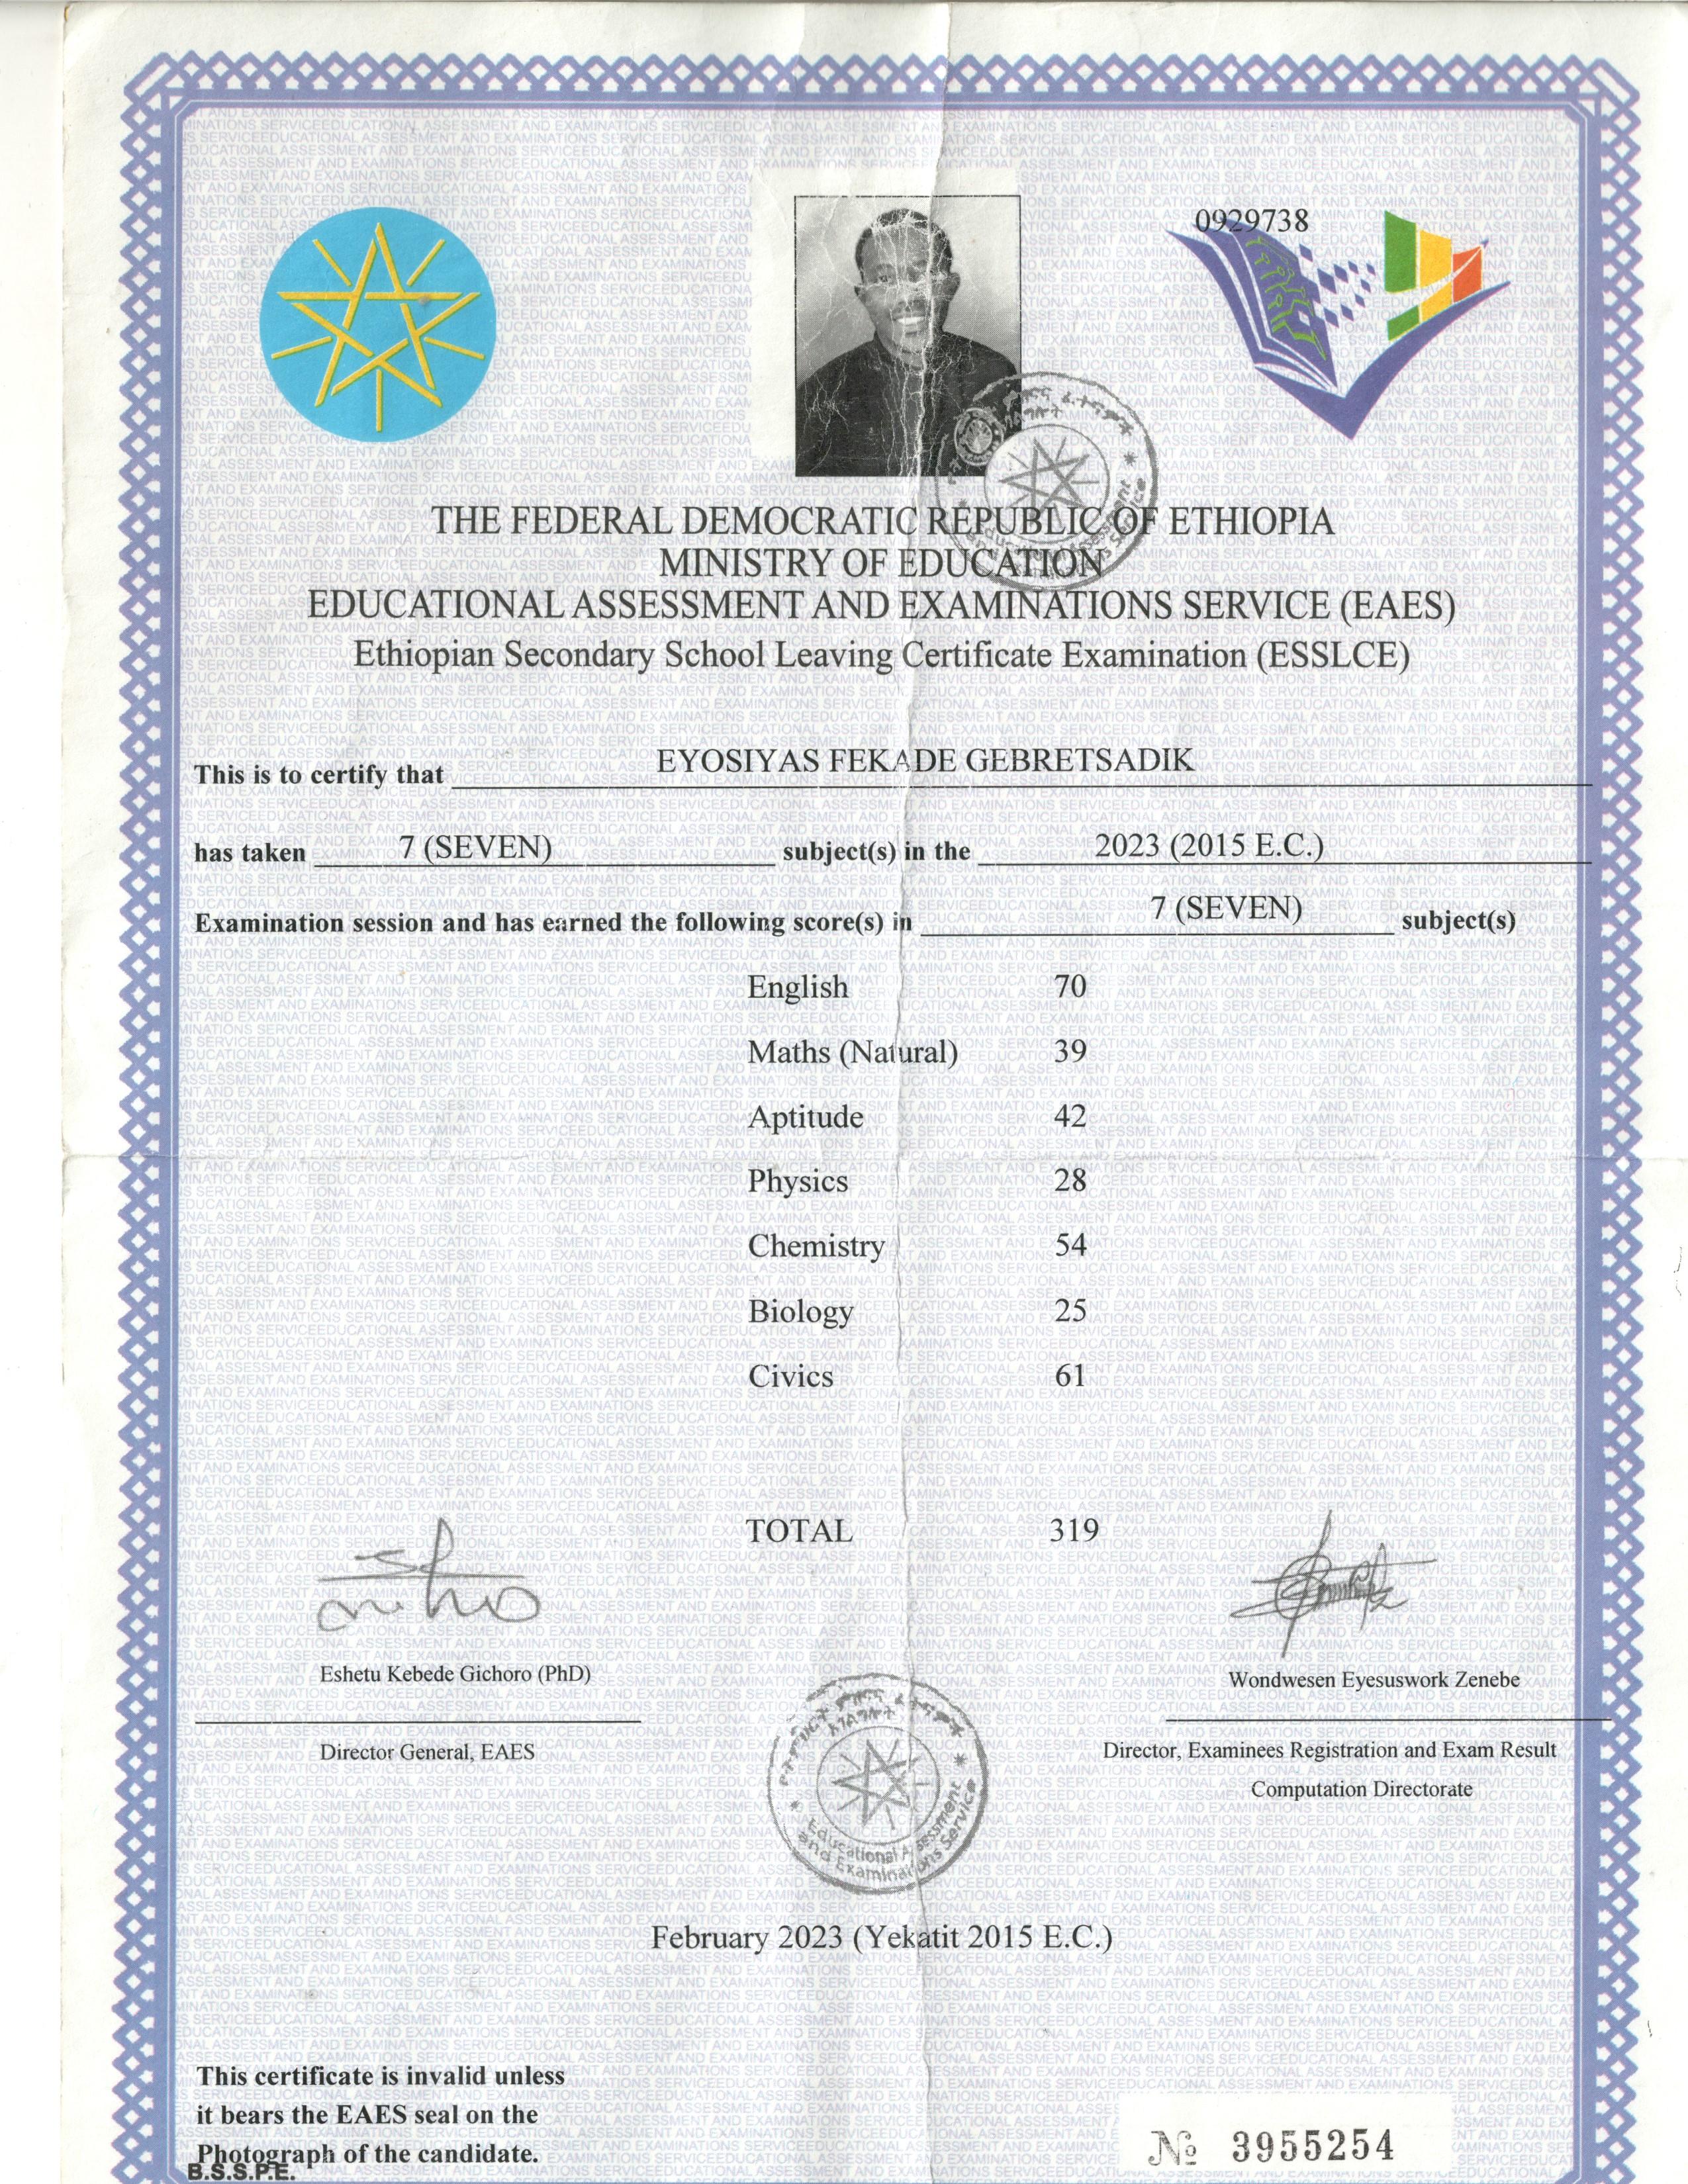 0929738
THE FEDERAL DEMOCRATIC REPUBLIC OF ETHIOPIA
MINISTRY OF EDUCATION
EDUCATIONAL ASSESSMENT AND EXAMINATIONS SERVICE (EAES)
Ethiopian Secondary School Leaving Certificate Examination (ESSLCE)
This is to certify that EYOSIYAS FEKADE GEBRETSADIK
has taken 7 (SEVEN) subject(s) in the 2023 (2015 E.C.)
Examination session and has earned the following score(s) in 7 (SEVEN) subject(s)
English 70
Maths (Natural) 39
Aptitude 42
Physics 28
Chemistry 54
Biology 25
Civics 61
TOTAL 319
Eshetu Kebede Gichoro (PhD)
Wondwesen Eyesuswork Zenebe
Director General, EAES
Director, Examinees Registration and Exam Result
Computation Directorate
Educational Assessment
and Examinations Service
February 2023 (Yekatit 2015 E.C.)
This certificate is invalid unless
it bears the EAES seal on the
Photograph of the candidate.
B.S.S.P.E.
№ 3955254